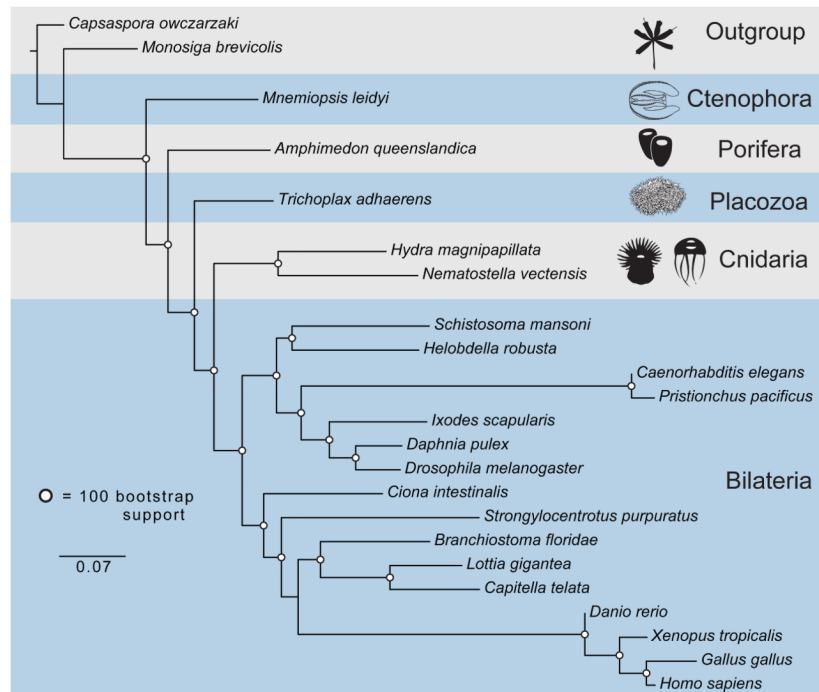 Capsaspora owczarzaki
Outgroup
Monosiga brevicolis
Mnemiopsis leidyi
Ctenophora
Amphimedon queenslandica
Porifera
Trichoplax adhaerens
Placozoa
Hydra magnipapillata
Cnidaria
Nematostella vectensis
Schistosoma mansoni
Helobdella robusta
Caenorhabditis elegans
Pristionchus pacificus
Ixodes scapularis
Daphnia pulex
Drosophila melanogaster
Bilateria
Ciona intestinalis
= 100 bootstrap
support
Strongylocentrotus purpuratus
Branchiostoma floridae
0.07
Lottia gigantea
Capitella telata
Danio rerio
Xenopus tropicalis
Gallus gallus
Homo sapiens